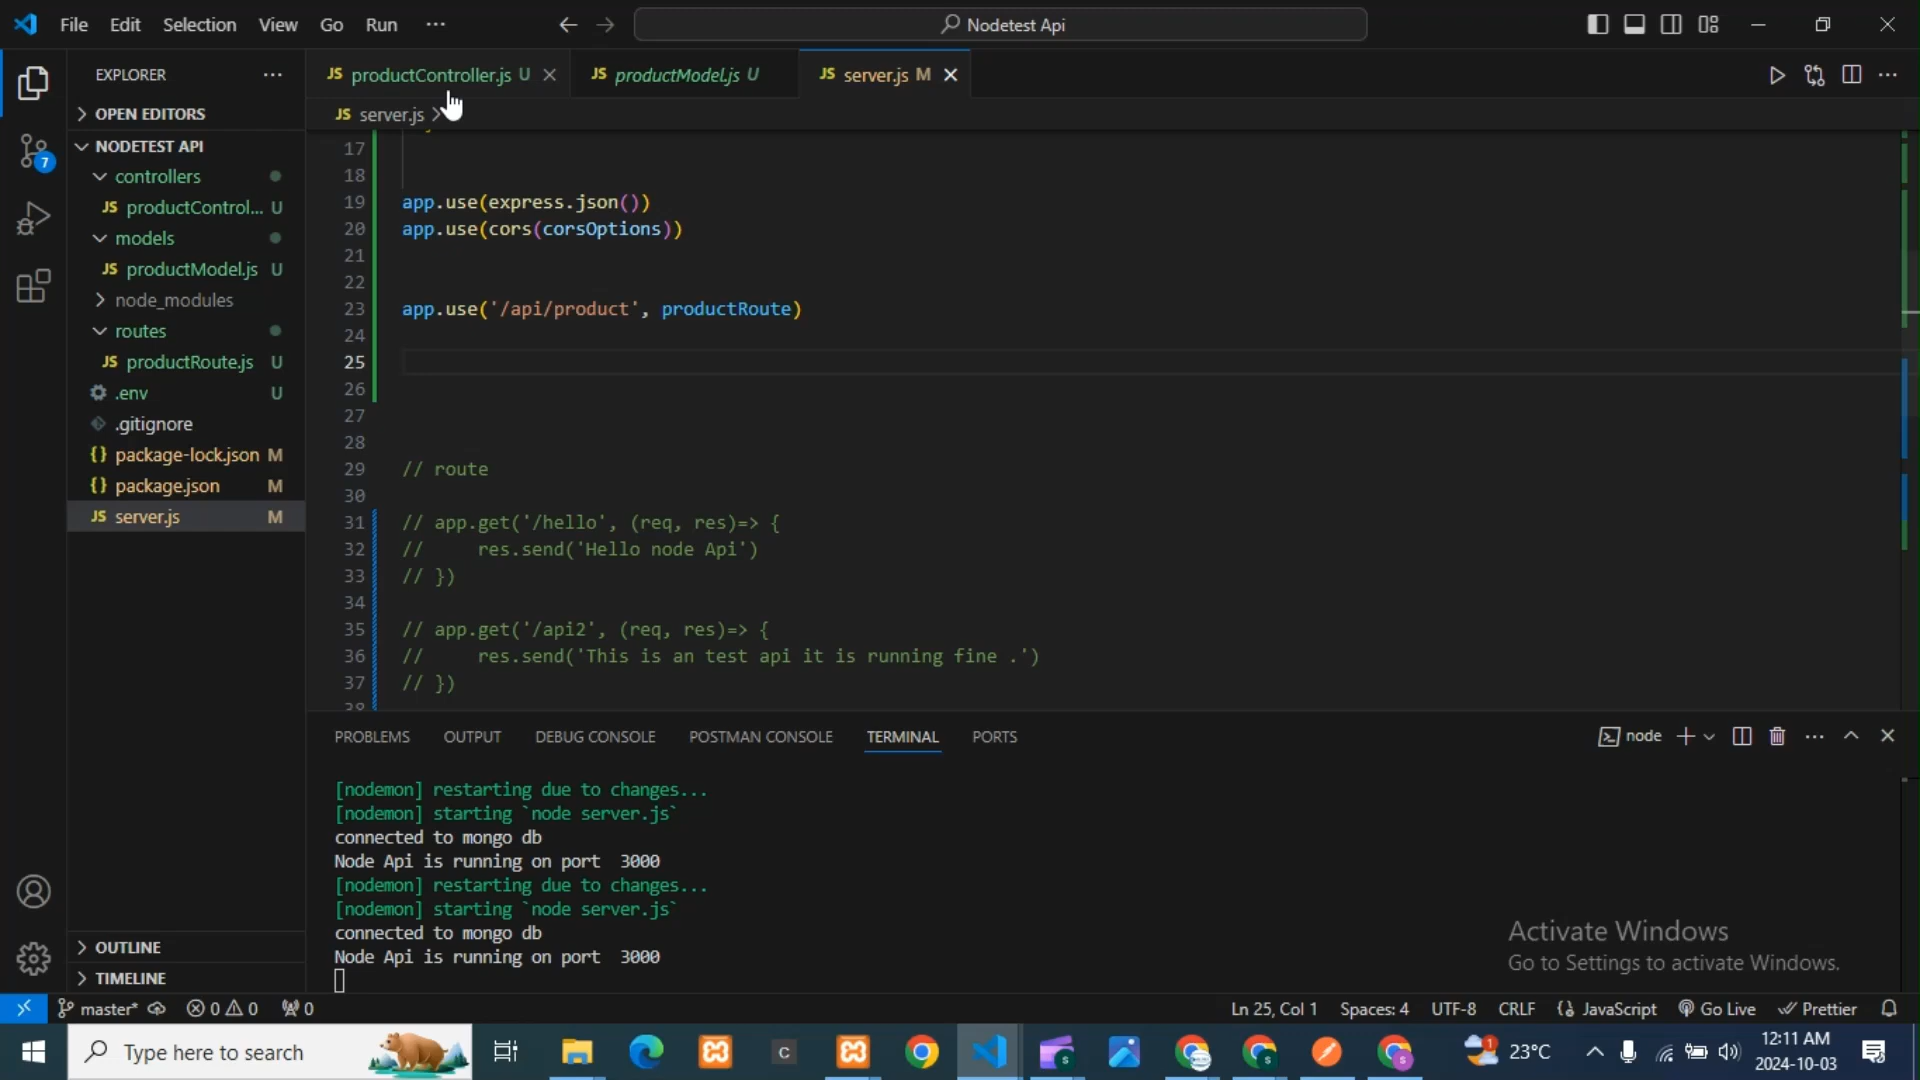 File Edit Selection View Go Run ···
Nodetest Api
EXPLORER ···
JS productController.js U
JS productModel.js U
JS server.js M
OPEN EDITORS
JS server.js >
NODETEST API
controllers
JS productControl... U
models
JS productModel.js U
node_modules
routes
JS productRoute.js U
.env U
.gitignore
{} package-lock.json M
{} package.json M
JS server.js M
7
17
18
19 app.use(express.json())
20 app.use(cors(corsOptions))
21
22
23 app.use('/api/product', productRoute)
24
25
26
27
28
29 // route
30
31 // app.get('/hello', (req, res)=> {
32 //     res.send('Hello node Api')
33 // })
34
35 // app.get('/api2', (req, res)=> {
36 //     res.send('This is an test api it is running fine .')
37 // })
38
PROBLEMS OUTPUT DEBUG CONSOLE POSTMAN CONSOLE TERMINAL PORTS
node
[nodemon] restarting due to changes...
[nodemon] starting `node server.js`
connected to mongo db
Node Api is running on port  3000
[nodemon] restarting due to changes...
[nodemon] starting `node server.js`
connected to mongo db
Node Api is running on port  3000
Activate Windows
Go to Settings to activate Windows.
OUTLINE
TIMELINE
master* 0 0 0
Ln 25, Col 1 Spaces: 4 UTF-8 CRLF {} JavaScript Go Live Prettier
Type here to search
C
1
23°C
12:11 AM
2024-10-03